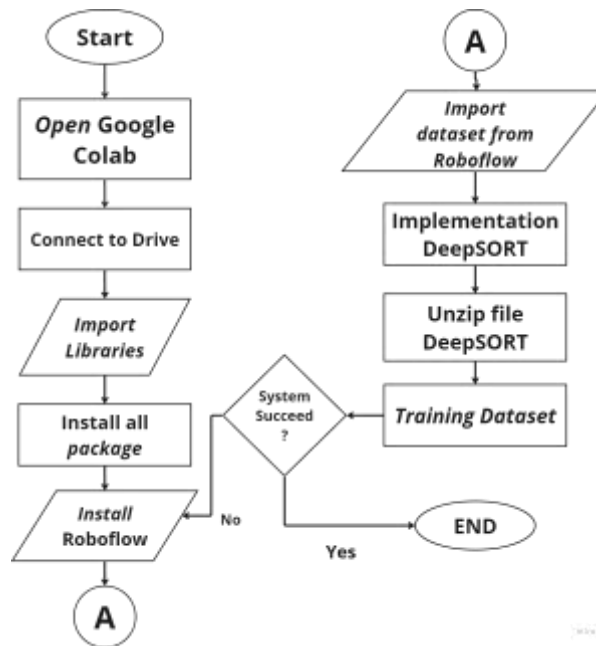 Start
Open Google
Colab
Connect to Drive
Import
Libraries
Install all
package
Install
Roboflow
A
A
Import
dataset from
Roboflow
Implementation
DeepSORT
Unzip file
DeepSORT
Training Dataset
System
Succeed
?
No
Yes
END